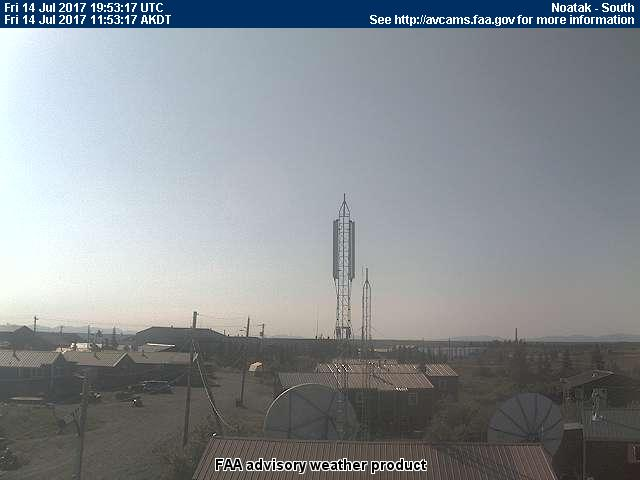 Fri 14 Jul 2017 19:53:17 UTC
Noatak - South
Fri 14 Jul 2017 11:53:17 AKDT
See http://avcams.faa.gov for more information
FAA advisory weather product